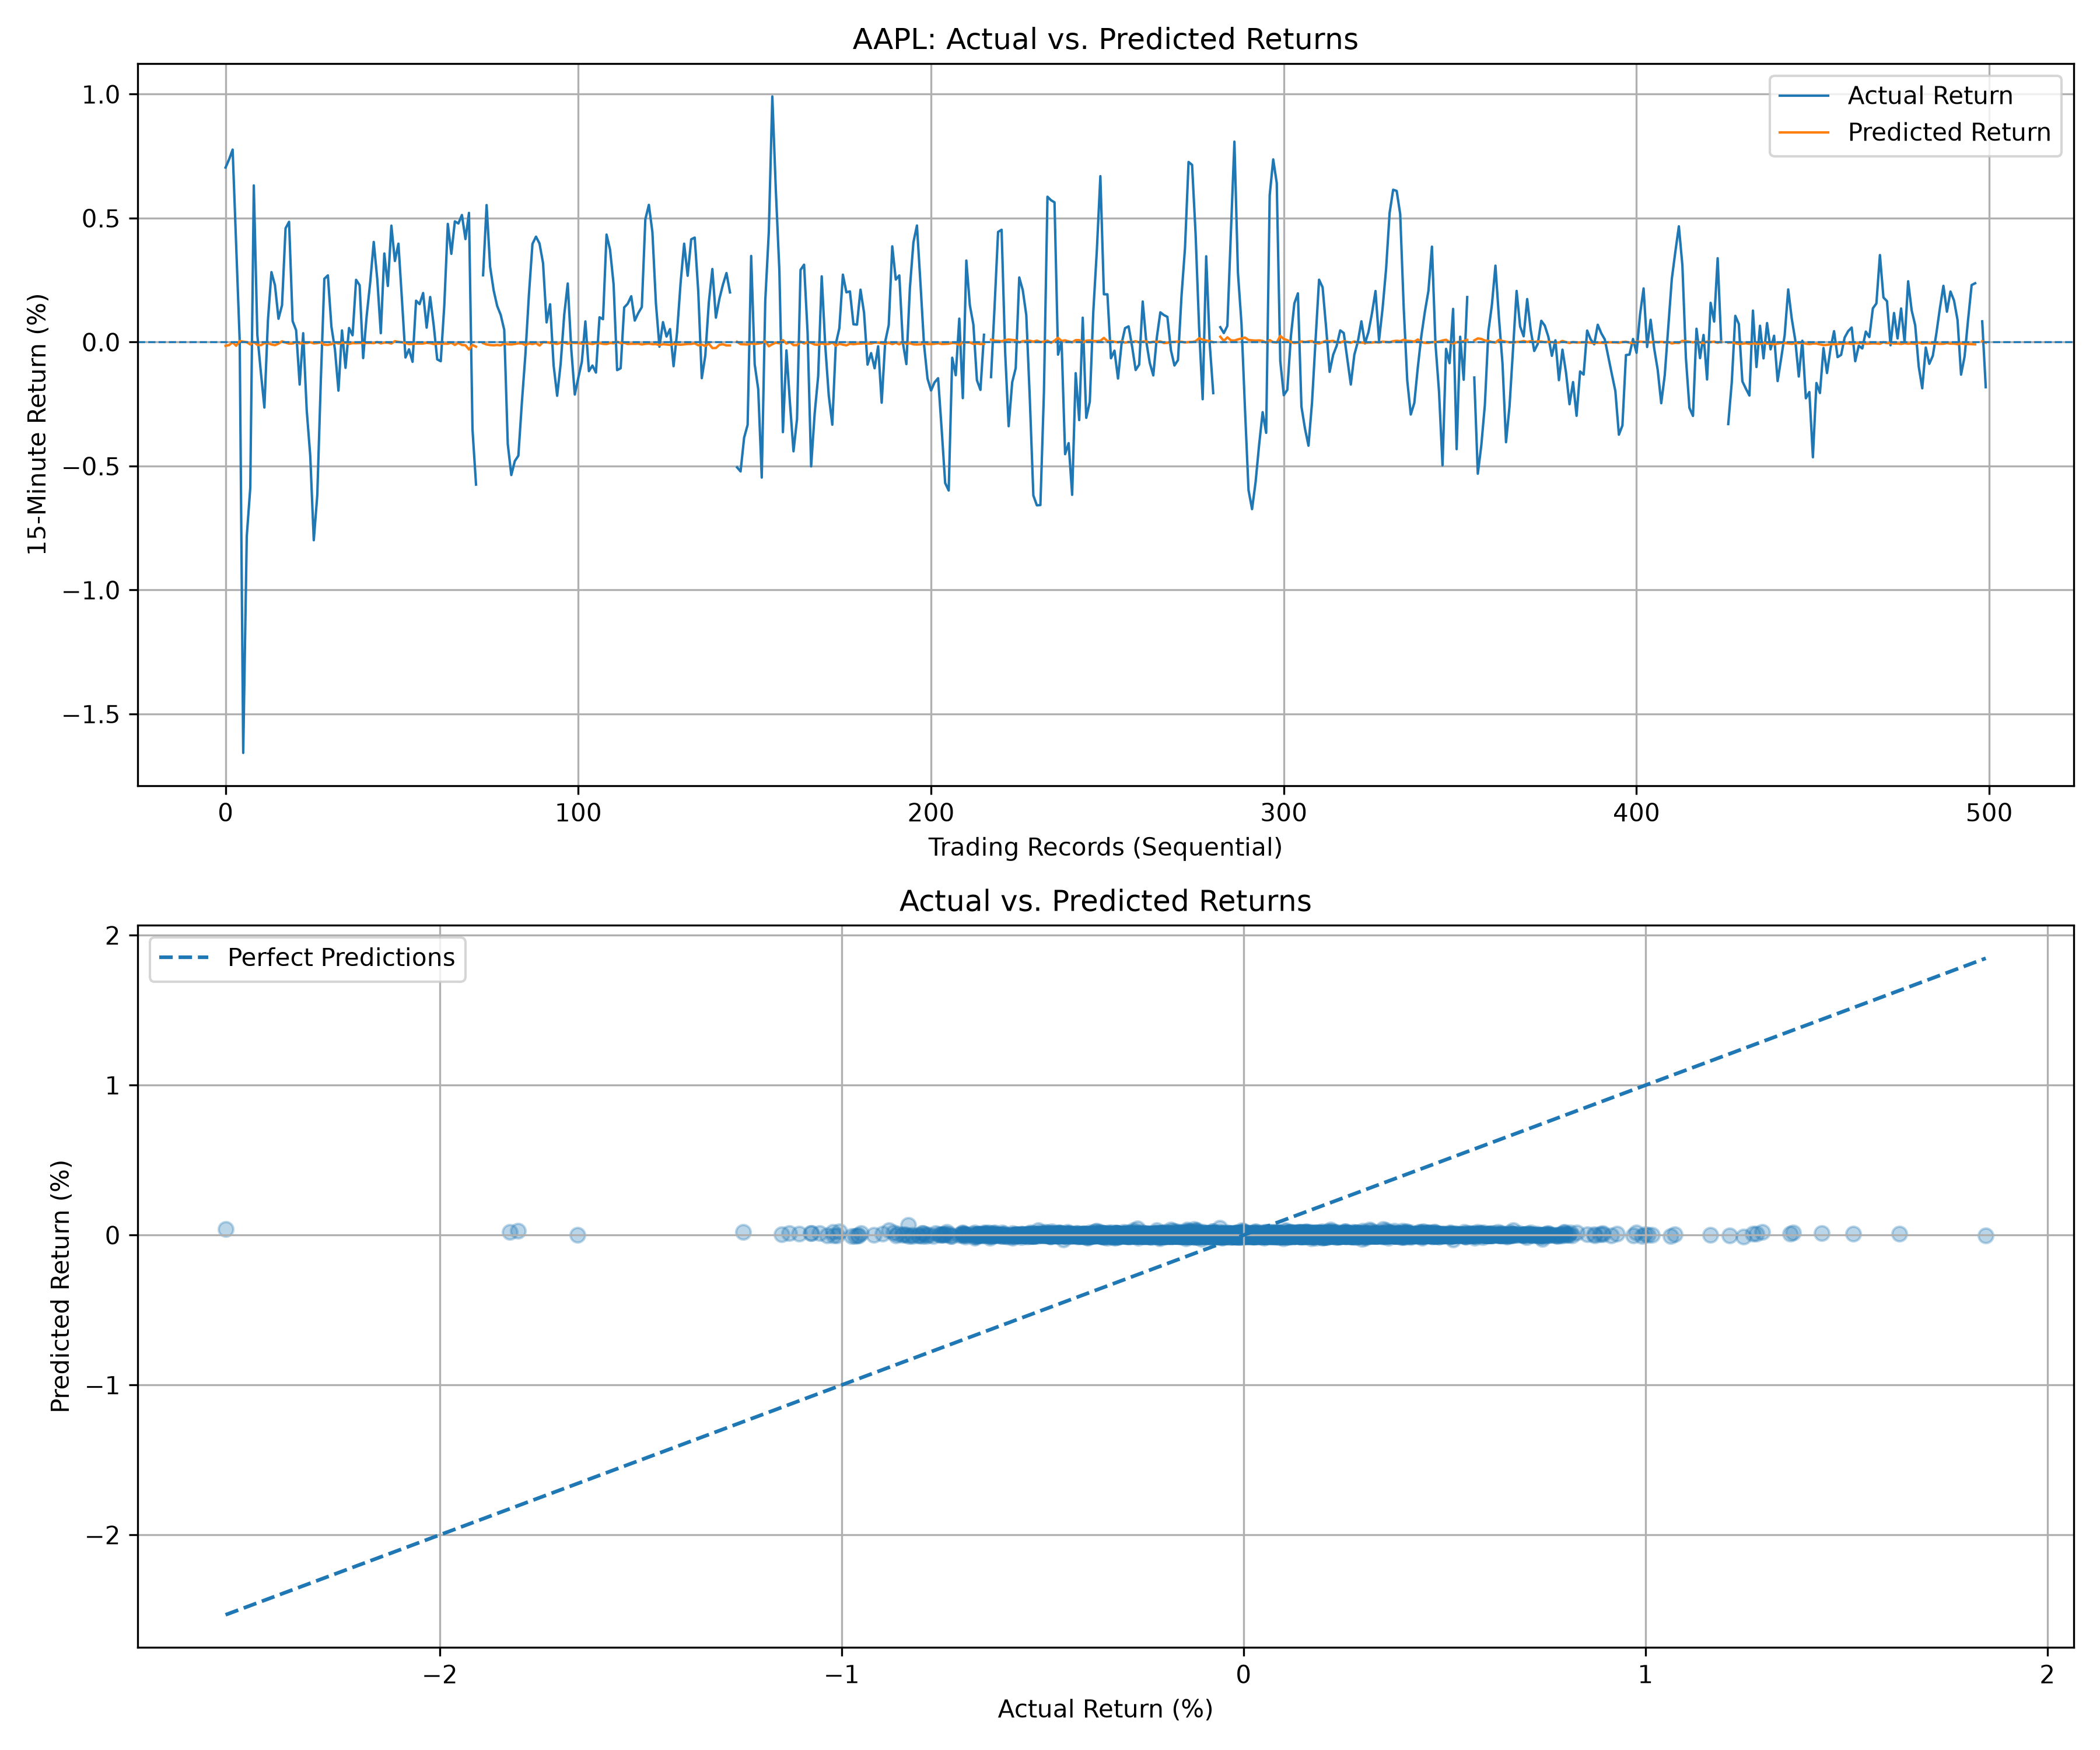 AAPL: Actual vs. Predicted Returns
Actual Return
Predicted Return
1.0
0.5
0.0
−0.5
−1.0
−1.5
15-Minute Return (%)
0 100 200 300 400 500
Trading Records (Sequential)
Actual vs. Predicted Returns
Perfect Predictions
2
1
0
−1
−2
Predicted Return (%)
−2 −1 0 1 2
Actual Return (%)